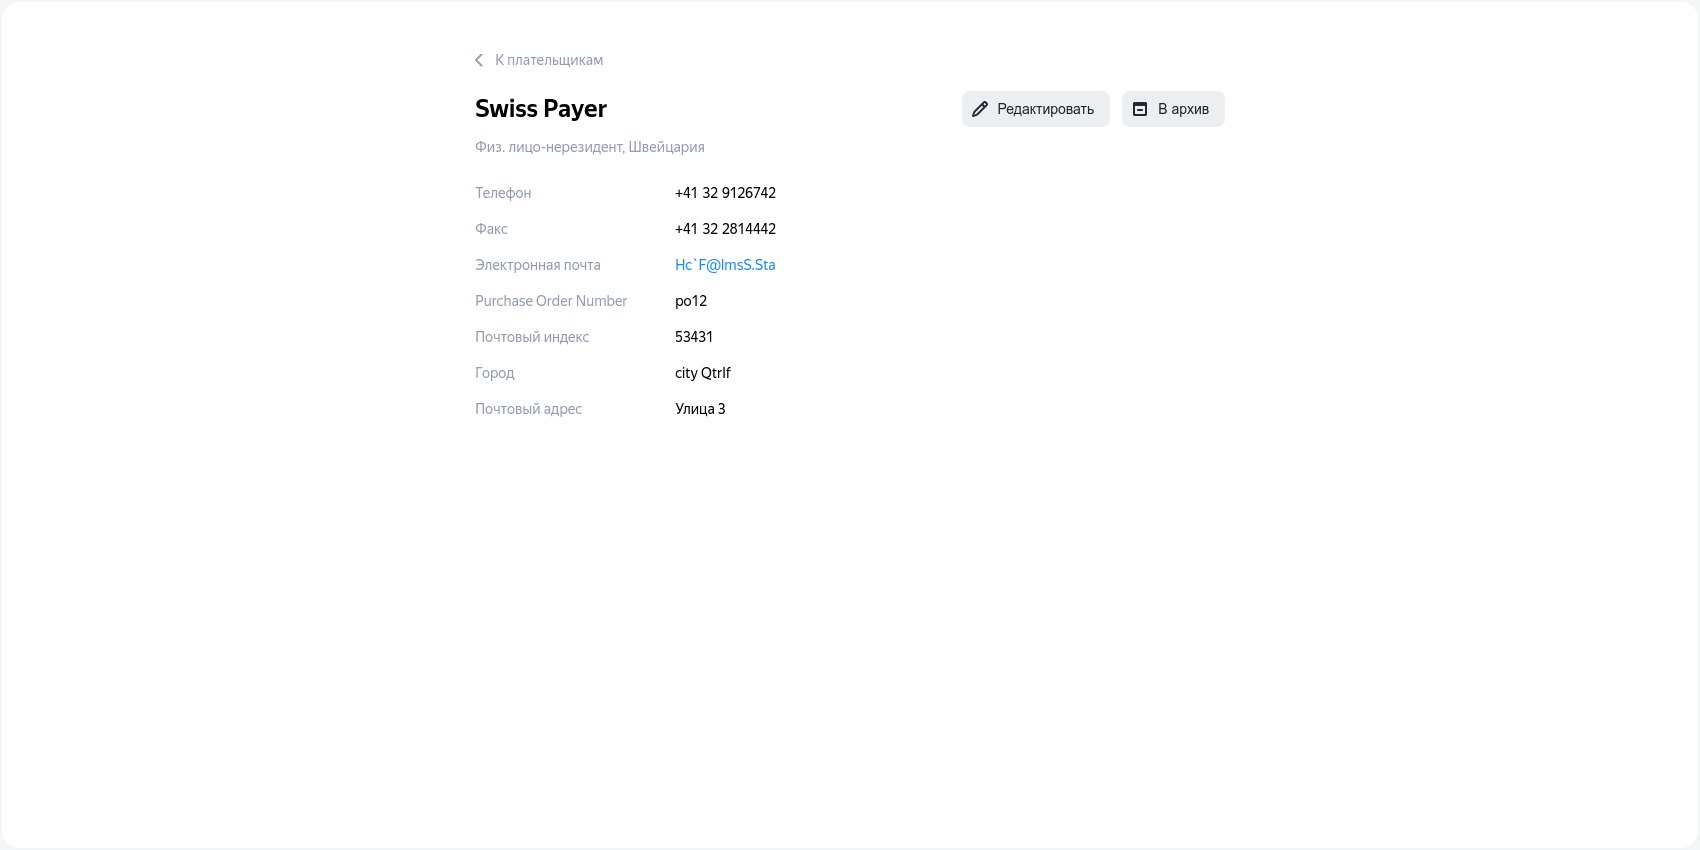 К плательщикам
Swiss Payer
Редактировать
В архив
Физ. лицо-нерезидент, Швейцария
Телефон +41 32 9126742
Факс +41 32 2814442
Электронная почта Hc`F@lmsS.Sta
Purchase Order Number po12
Почтовый индекс 53431
Город city QtrIf
Почтовый адрес Улица 3